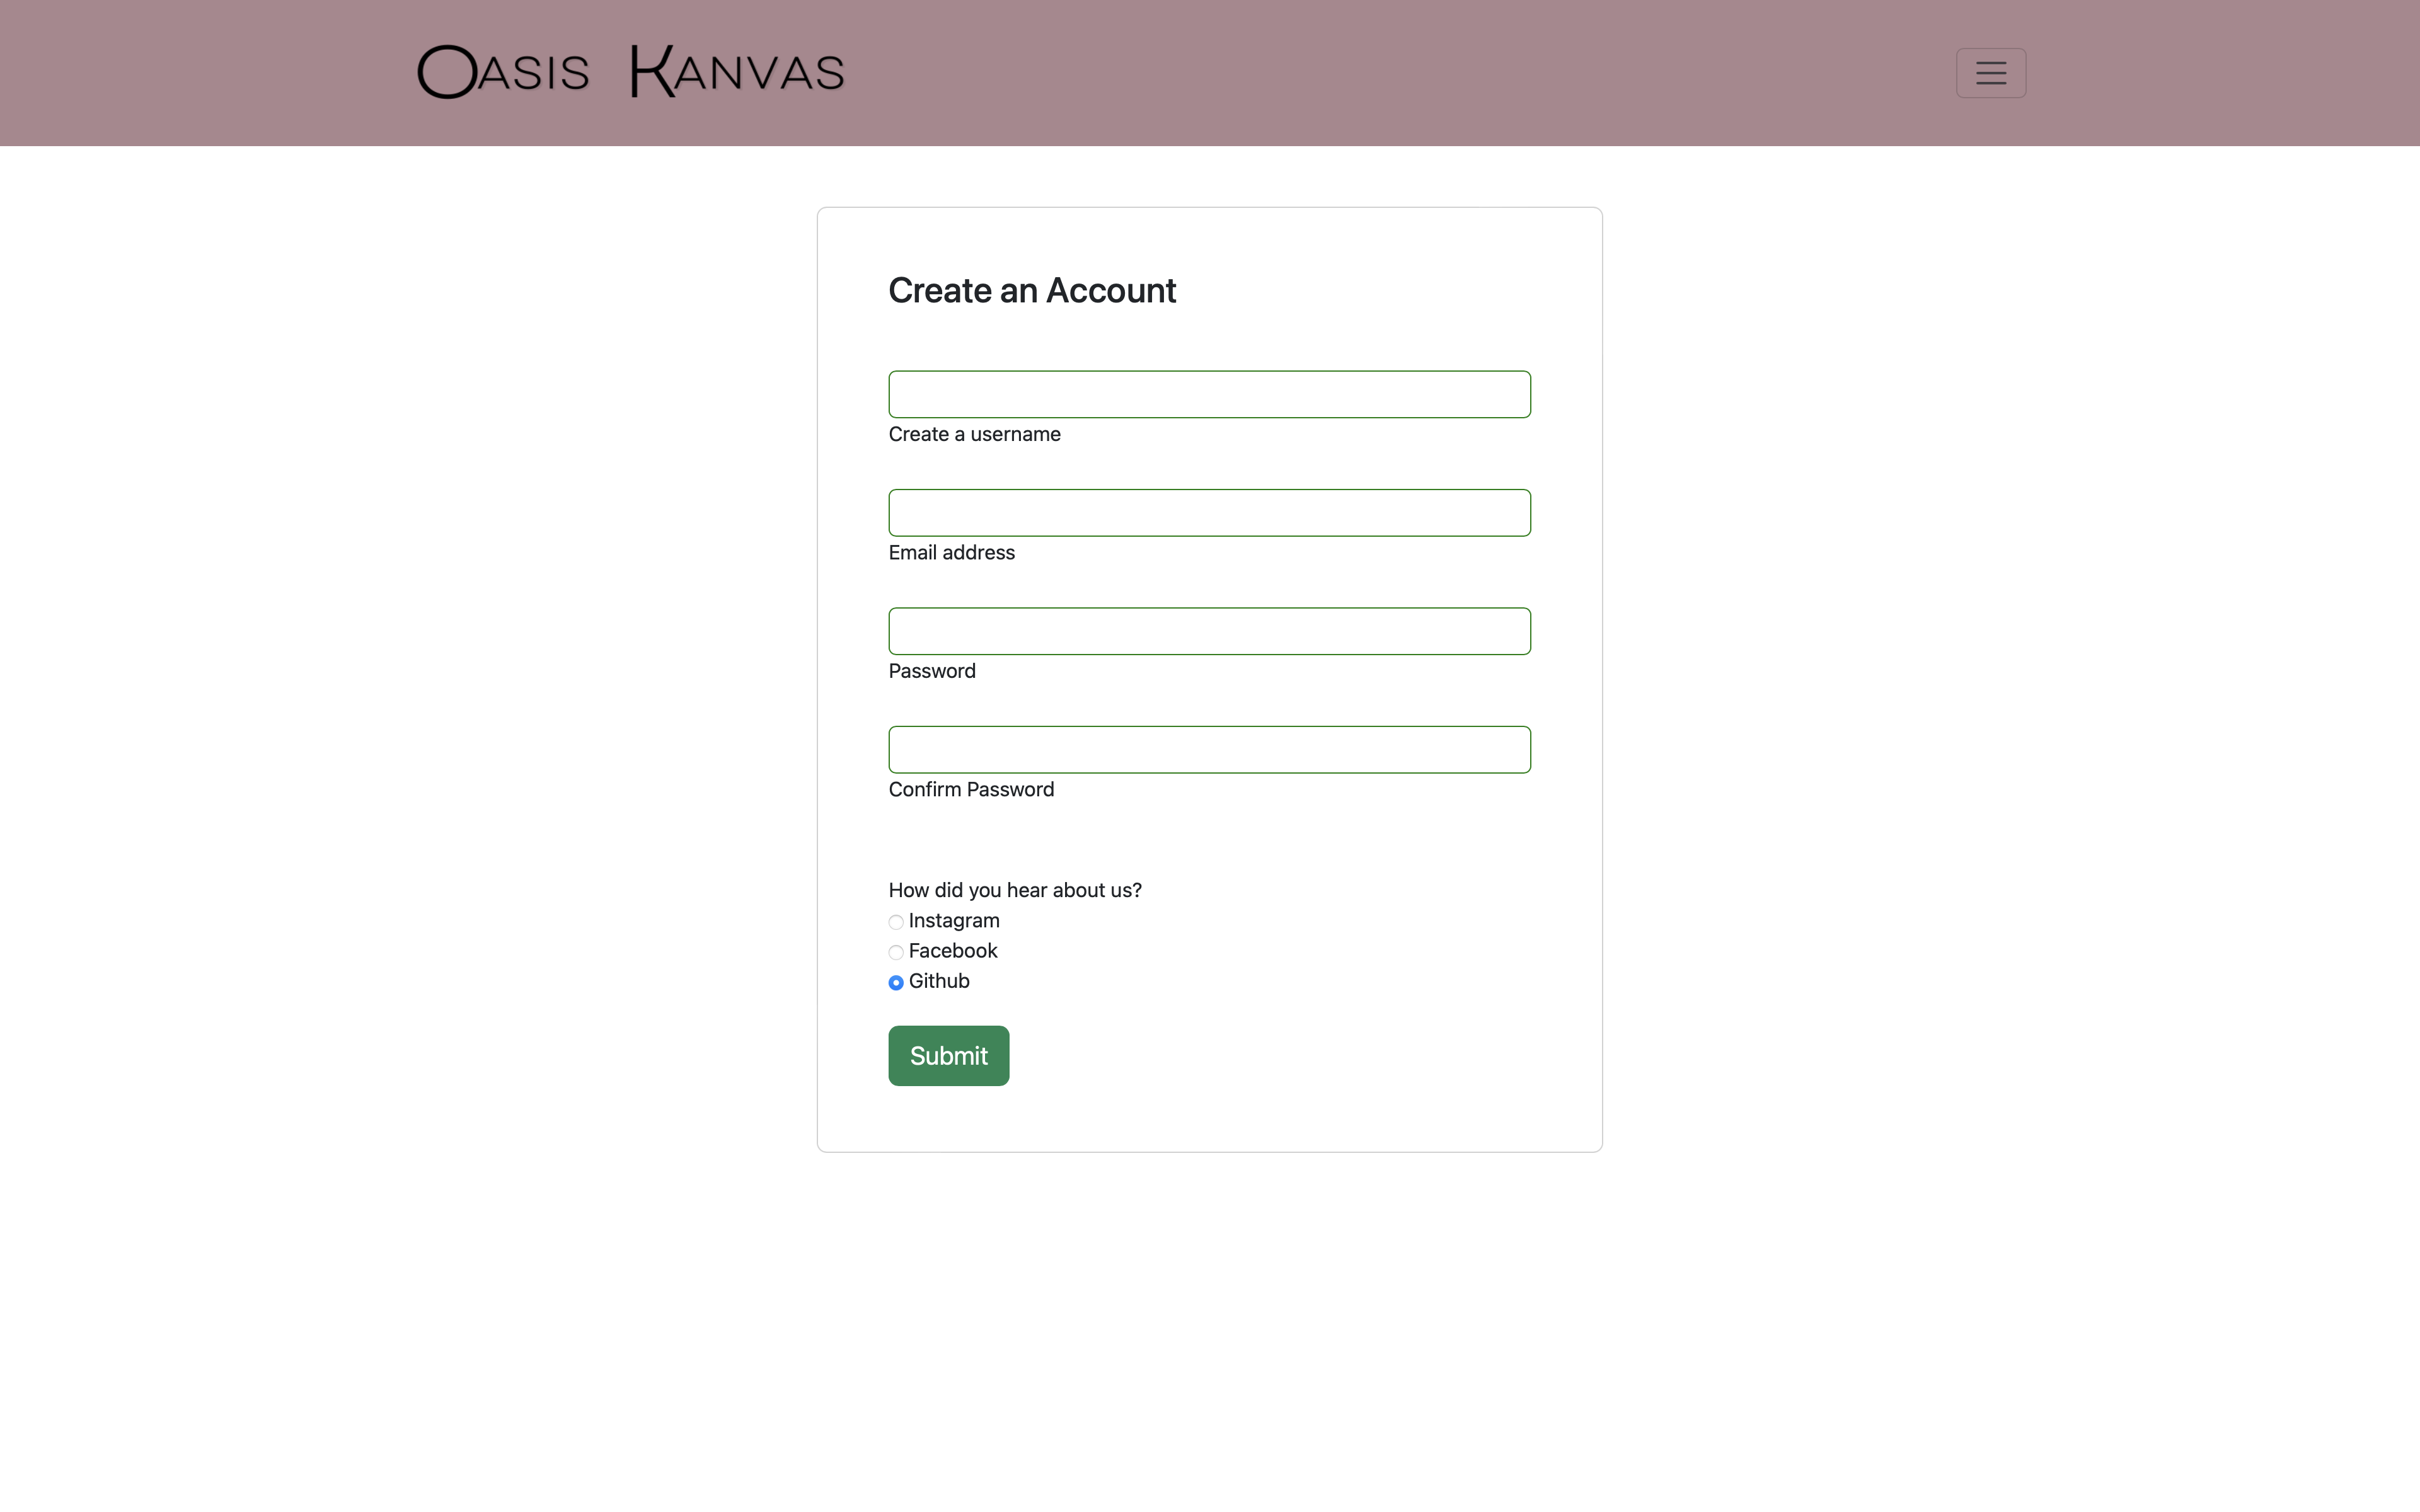 Oasis Kanvas
Create an Account
Create a username
Email address
Password
Confirm Password
How did you hear about us?
Instagram
Facebook
Github
Submit